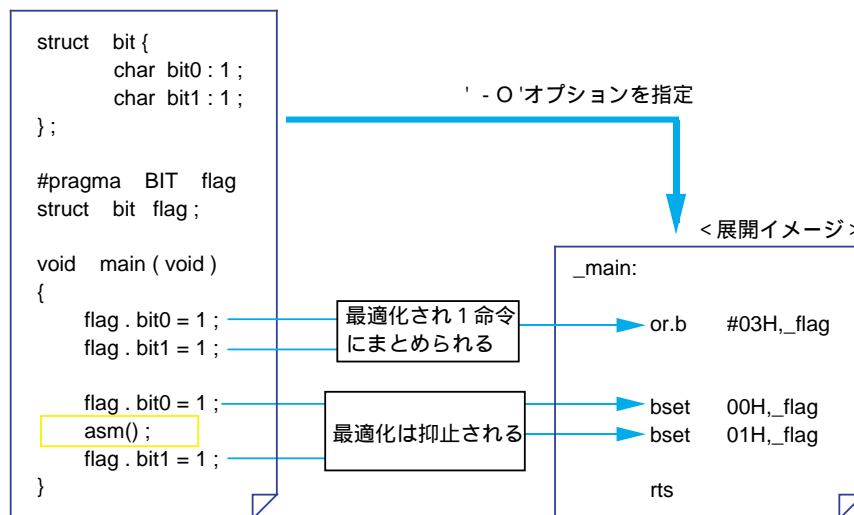 struct bit {
char bit0 : 1 ;
char bit1 : 1 ;
} ;
#pragma BIT flag
struct bit flag ;
void main ( void )
{
flag . bit0 = 1 ;
flag . bit1 = 1 ;
flag . bit0 = 1 ;
asm() ;
flag . bit1 = 1 ;
}
' - O 'オプションを指定
最適化され 1 命令
にまとめられる
最適化は抑止される
< 展開イメージ >
_main:
or.b #03H,_flag
bset 00H,_flag
bset 01H,_flag
rts